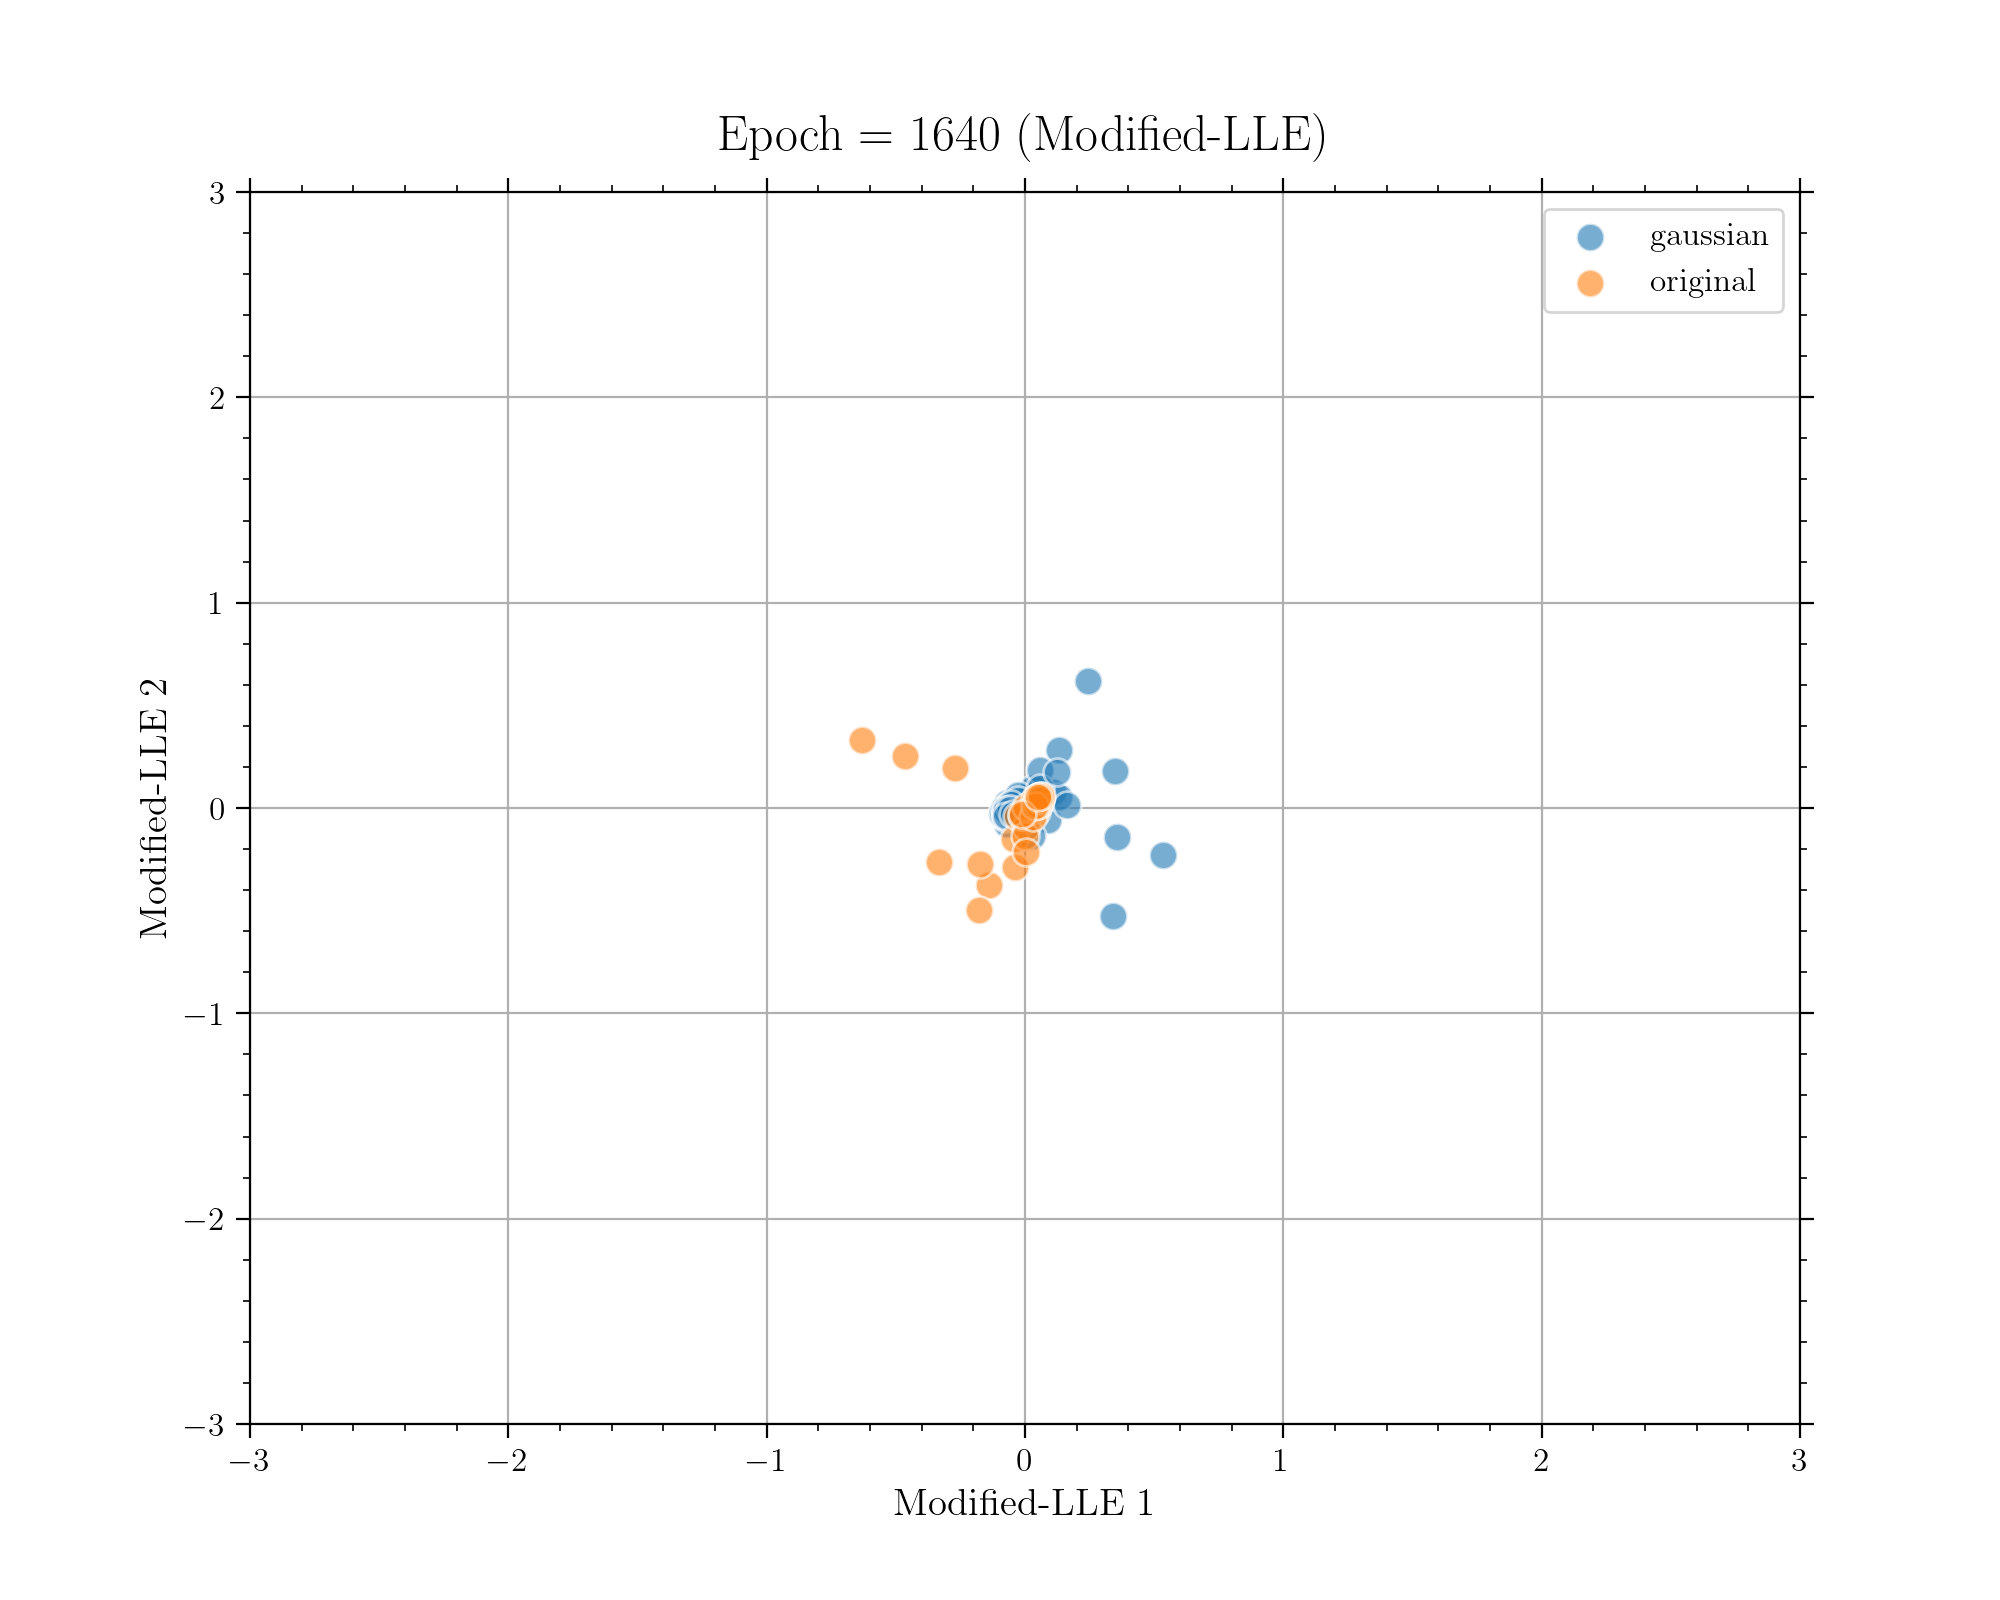 Epoch = 1640 (Modified-LLE)
gaussian
original
3
2
1
0
−1
−2
−3
Modified-LLE 2
−3
−2
−1
0
1
2
3
Modified-LLE 1